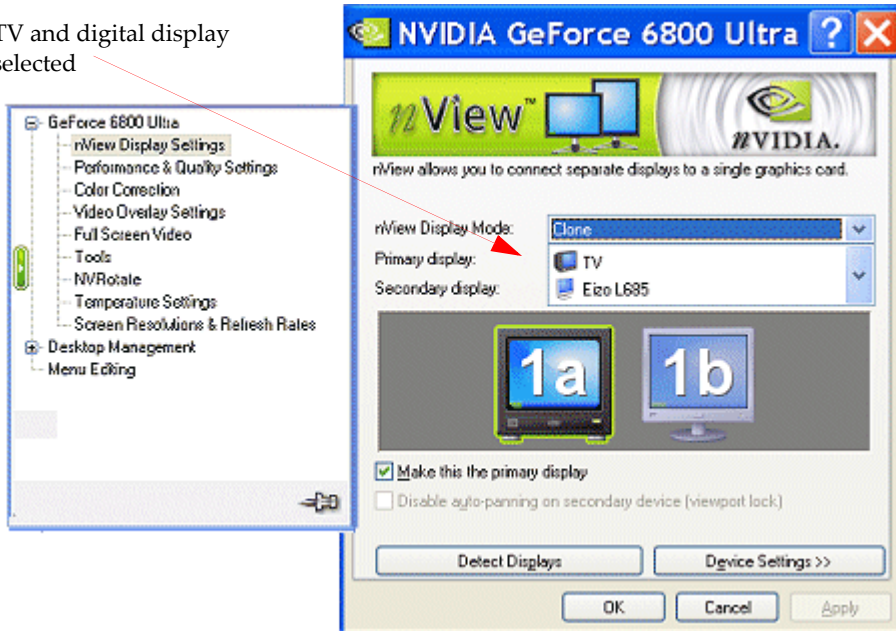 TV and digital display
selected
GeForce 6800 Ultra
nView Display Settings
Performance & Quality Settings
Color Correction
Video Overlay Settings
Full Screen Video
Tools
NVRotate
Temperature Settings
Screen Resolutions & Refresh Rates
Desktop Management
Menu Editing
NVIDIA GeForce 6800 Ultra
nView™
nVIDIA.
nView allows you to connect separate displays to a single graphics card.
nView Display Mode: Clone
Primary display: TV
Secondary display: Eizo L685
1a 1b
Make this the primary display
Disable auto-panning on secondary device (viewport lock)
Detect Displays Device Settings >>
OK Cancel Apply